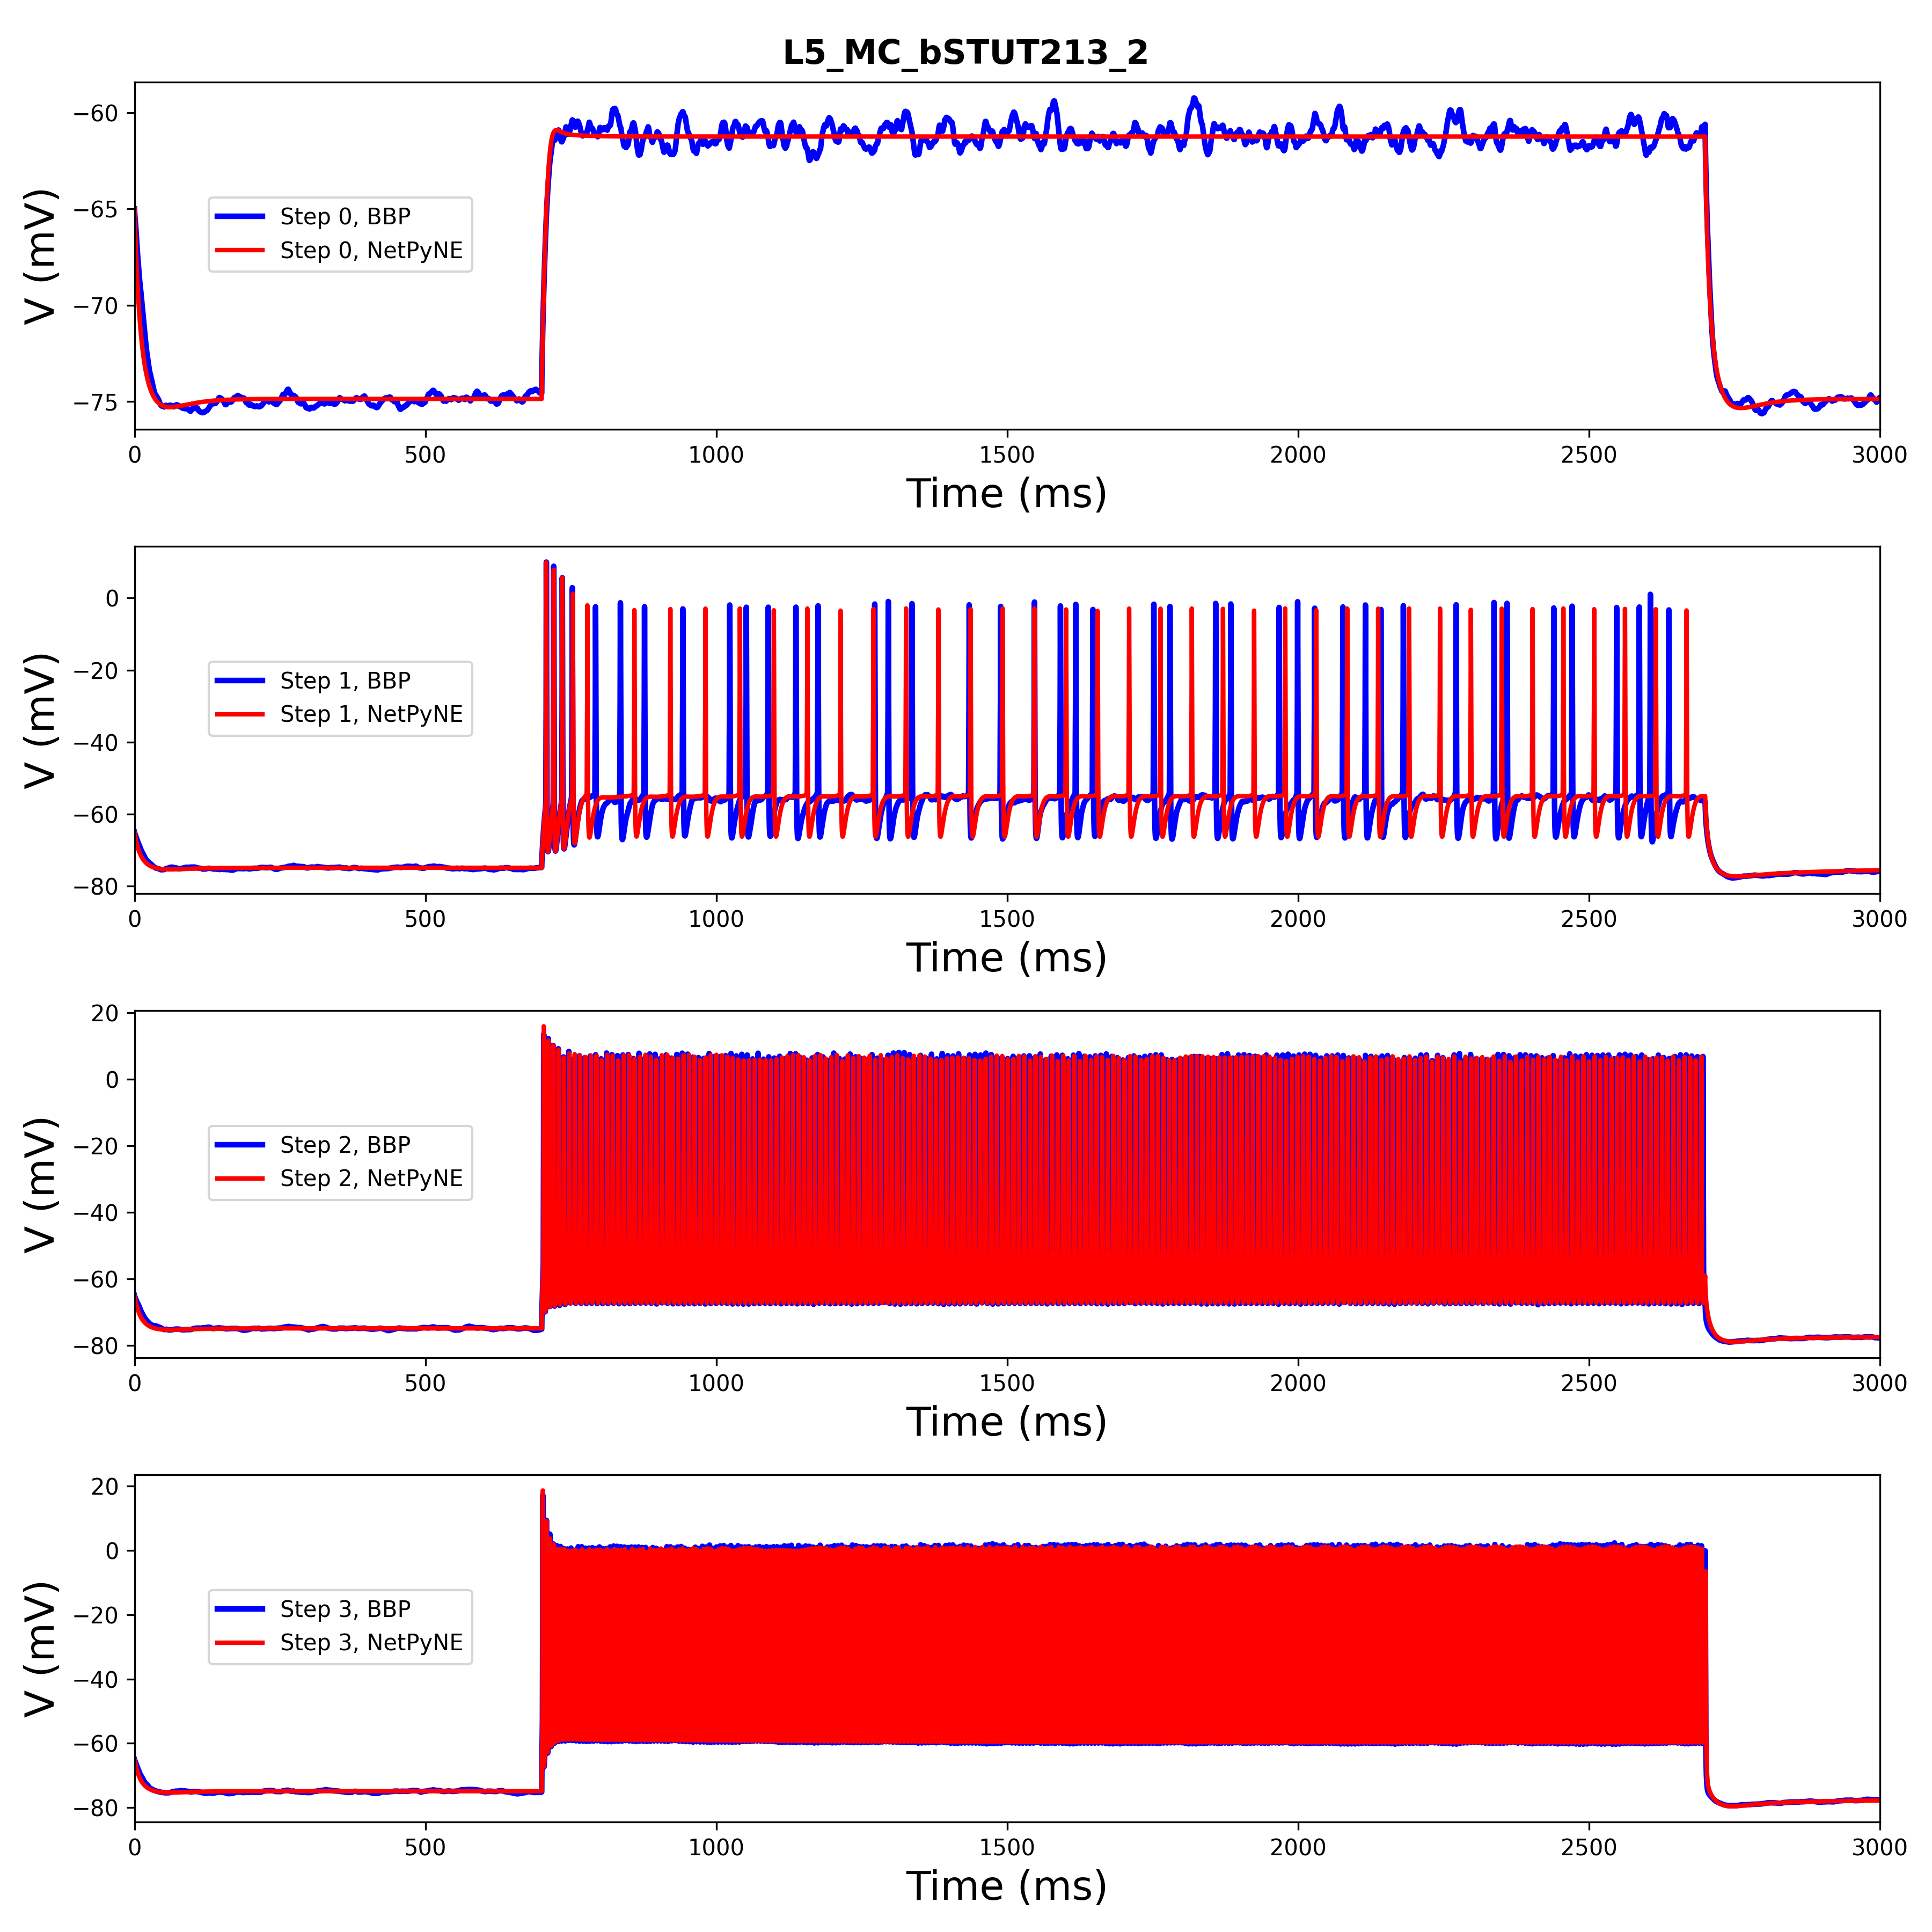 L5_MC_bSTUT213_2
−60
−65
−70
−75
V (mV)
Step 0, BBP
Step 0, NetPyNE
0 500 1000 1500 2000 2500 3000
Time (ms)
0
−20
−40
−60
−80
V (mV)
Step 1, BBP
Step 1, NetPyNE
0 500 1000 1500 2000 2500 3000
Time (ms)
20
0
−20
−40
−60
−80
V (mV)
Step 2, BBP
Step 2, NetPyNE
0 500 1000 1500 2000 2500 3000
Time (ms)
20
0
−20
−40
−60
−80
V (mV)
Step 3, BBP
Step 3, NetPyNE
0 500 1000 1500 2000 2500 3000
Time (ms)